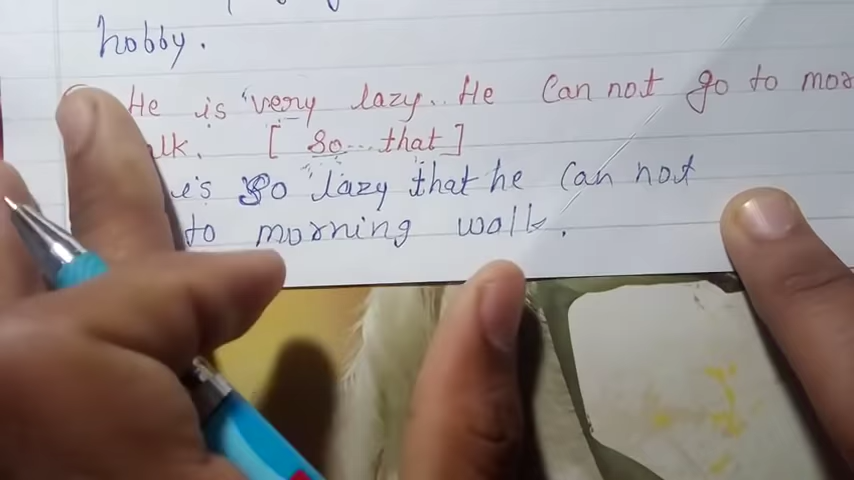 hobby.
He is very lazy. He Can not go to mor
lk. [ So...that ]
is so lazy that he Can not
to morning walk.